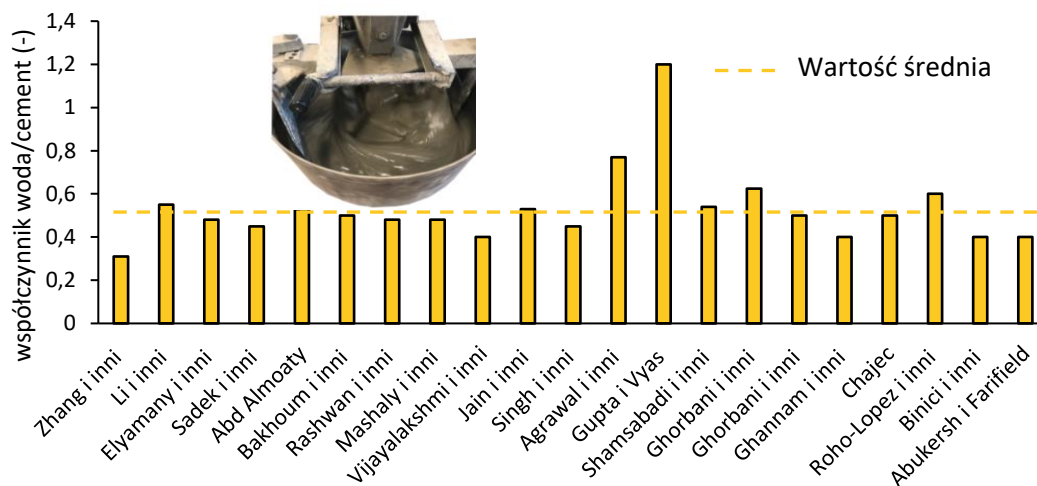 1,4
1,2
1
0,8
0,6
0,4
0,2
0
współczynnik woda/cement (-)
Wartość średnia
Zhang i inni
Li i inni
Elyamany i inni
Sadek i inni
Abd Almoaty
Bakhoum i inni
Rashwan i inni
Mashaly i inni
Vijayalakshmi i inni
Jain i inni
Singh i inni
Agrawal i inni
Gupta i Vyas
Shamsabadi i inni
Ghorbani i inni
Ghorbani i inni
Ghannam i inni
Chajec
Roho-Lopez i inni
Binici i inni
Abukersh i Farifield